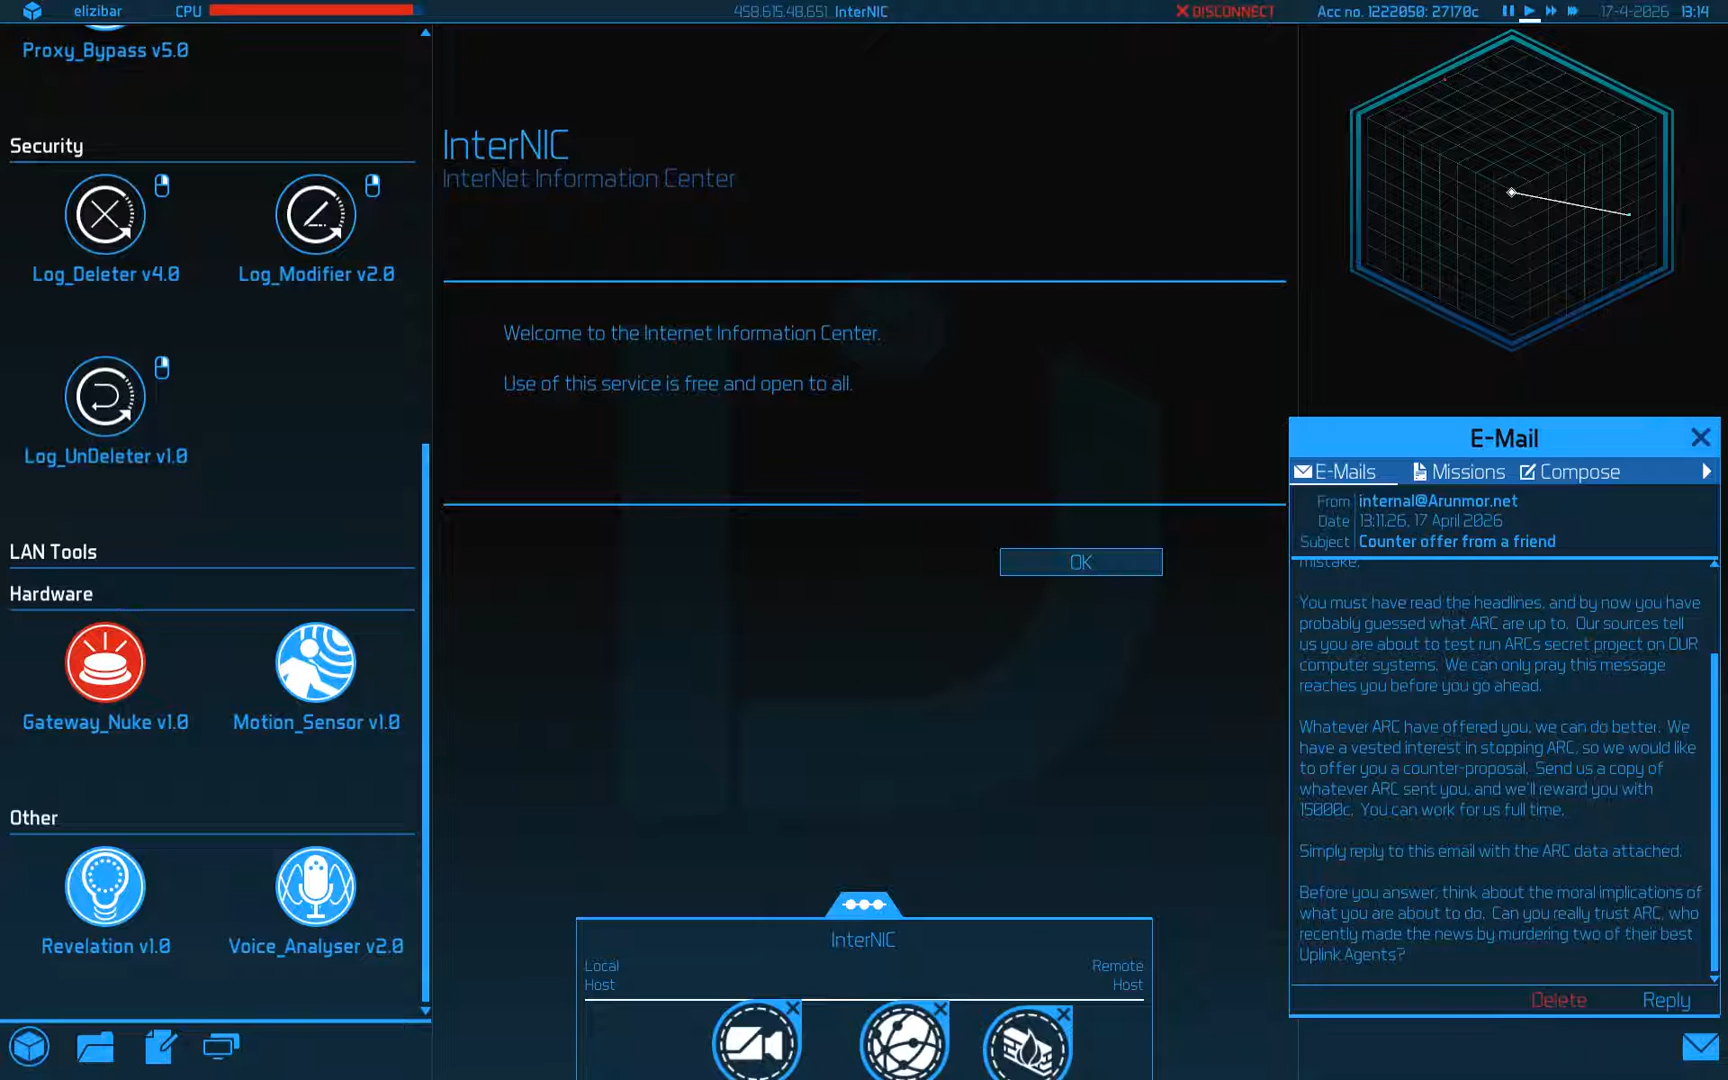 elizibar
CPU
458.615.48.651 InterNIC
DISCONNECT
Acc no. 1222050: 27170c
17-4-2026 13:14
Proxy_Bypass v5.0
Security
Log_Deleter v4.0
Log_Modifier v2.0
Log_UnDeleter v1.0
LAN Tools
Hardware
Gateway_Nuke v1.0
Motion_Sensor v1.0
Other
Revelation v1.0
Voice_Analyser v2.0
InterNIC
InterNet Information Center
Welcome to the Internet Information Center.
Use of this service is free and open to all.
OK
InterNIC
Local
Host
Remote
Host
E-Mail
E-Mails
Missions
Compose
From internal@Arunmor.net
Date 13:11.26, 17 April 2026
Subject Counter offer from a friend
mistake.
You must have read the headlines, and by now you have
probably guessed what ARC are up to. Our sources tell
us you are about to test run ARCs secret project on OUR
computer systems. We can only pray this message
reaches you before you go ahead.
Whatever ARC have offered you, we can do better. We
have a vested interest in stopping ARC, so we would like
to offer you a counter-proposal. Send us a copy of
whatever ARC sent you, and we'll reward you with
15000c. You can work for us full time.
Simply reply to this email with the ARC data attached.
Before you answer, think about the moral implications of
what you are about to do. Can you really trust ARC, who
recently made the news by murdering two of their best
Uplink Agents?
Delete
Reply